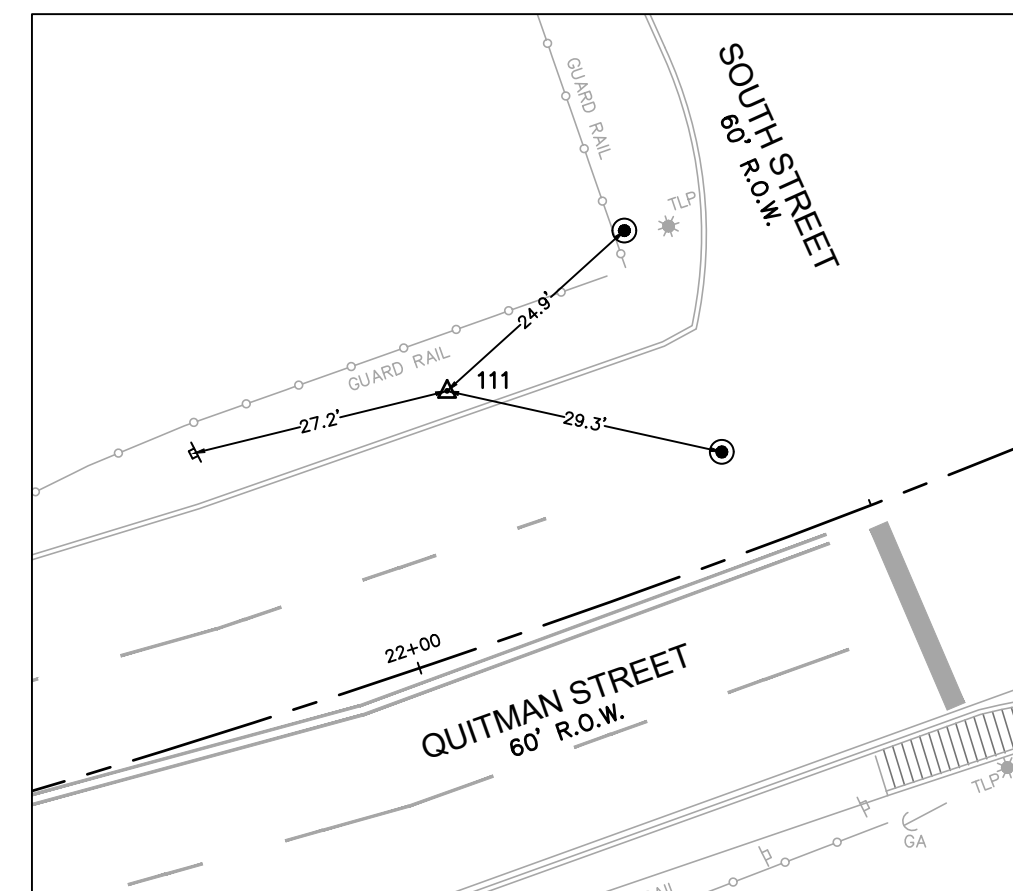 GUARD RAIL
SOUTH STREET
60' R.O.W.
TLP
24.9'
GUARD RAIL
111
27.2'
29.3'
22+00
QUITMAN STREET
60' R.O.W.
TLP
GA